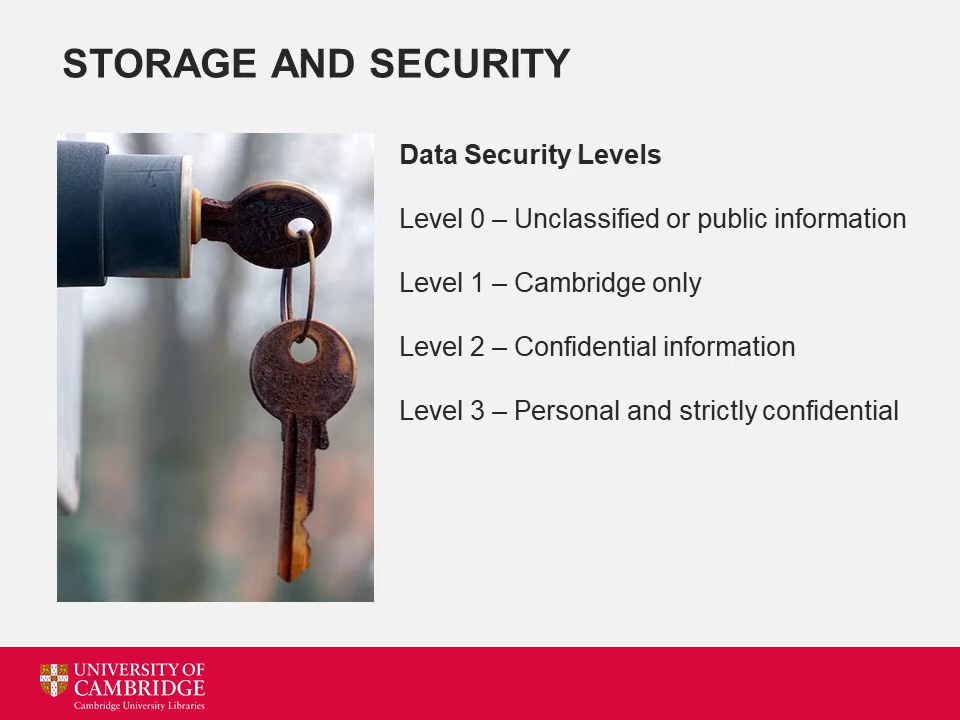 STORAGE AND SECURITY
Data Security Levels
Level 0 – Unclassified or public information
Level 1 – Cambridge only
Level 2 – Confidential information
Level 3 – Personal and strictly confidential
UNIVERSITY OF
CAMBRIDGE
Cambridge University Libraries